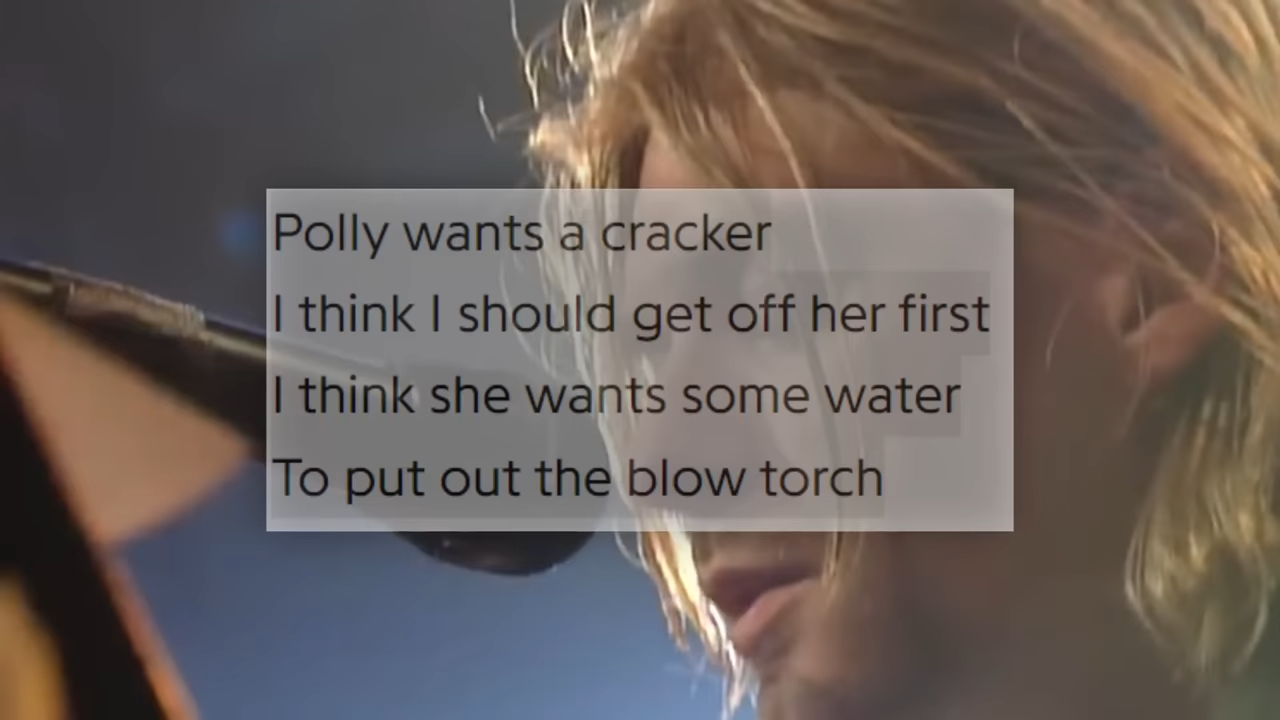 Polly wants a cracker
I think I should get off her first
I think she wants some water
To put out the blow torch